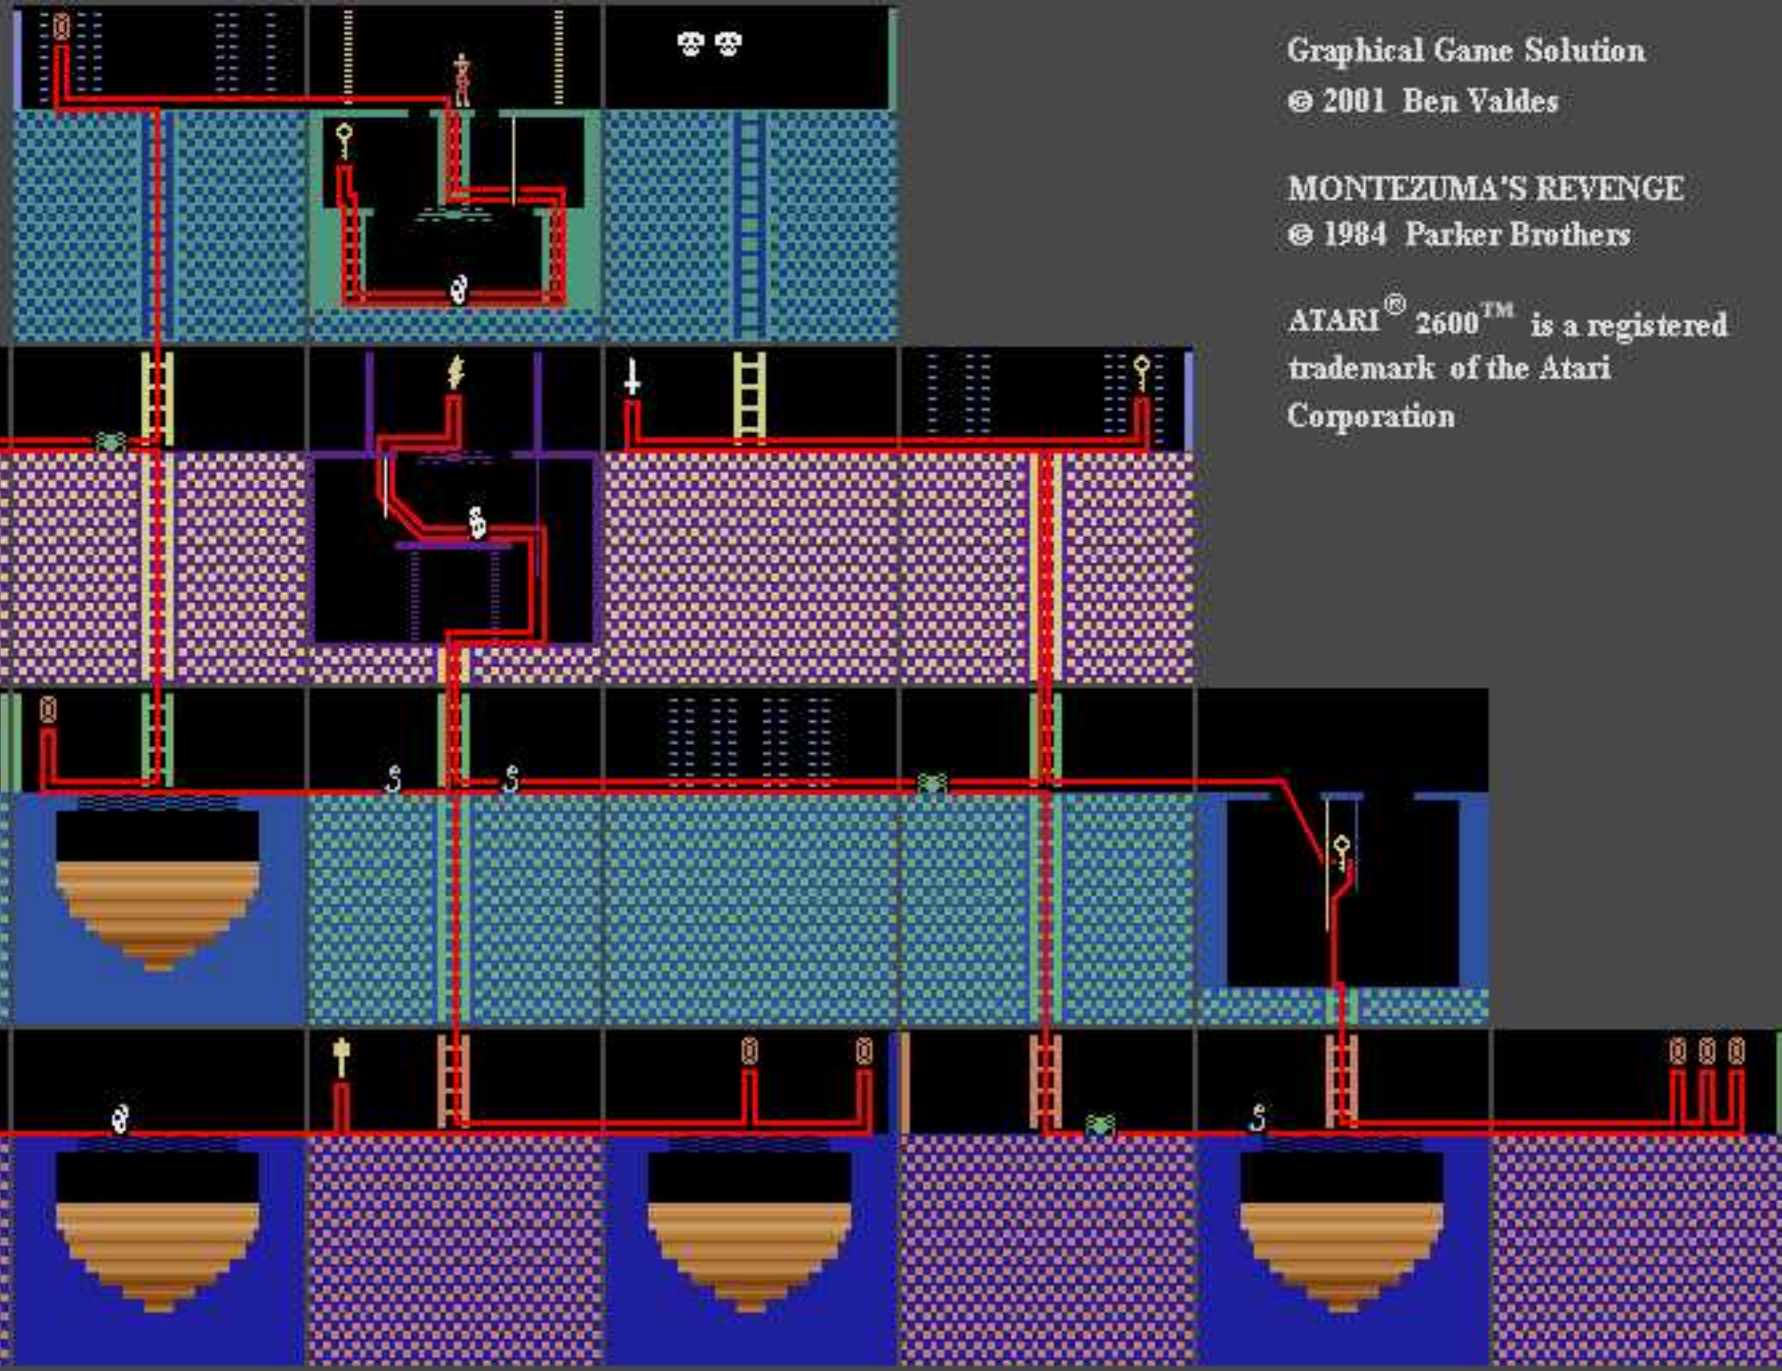 Graphical Game Solution
© 2001 Ben Valdes
MONTEZUMA'S REVENGE
© 1984 Parker Brothers
ATARI® 2600™ is a registered
trademark of the Atari
Corporation